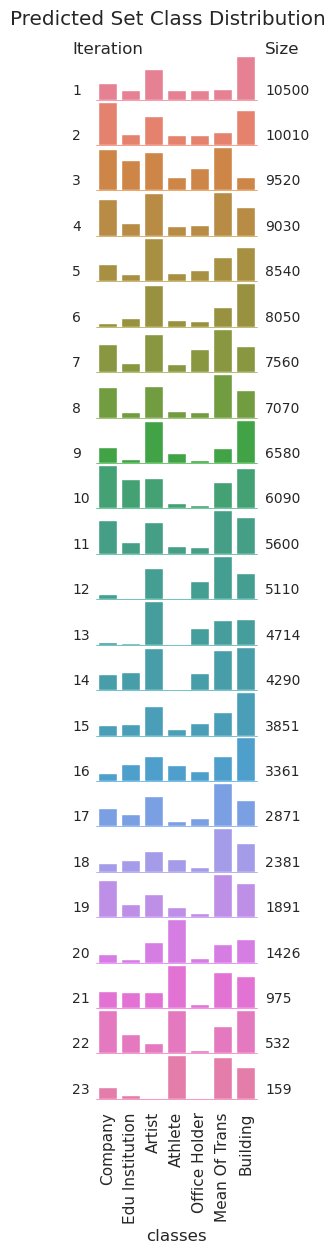 Predicted Set Class Distribution
Iteration Size
1 10500
2 10010
3 9520
4 9030
5 8540
6 8050
7 7560
8 7070
9 6580
10 6090
11 5600
12 5110
13 4714
14 4290
15 3851
16 3361
17 2871
18 2381
19 1891
20 1426
21 975
22 532
23 159
Company
Edu Institution
Artist
Athlete
Office Holder
Mean Of Trans
Building
classes